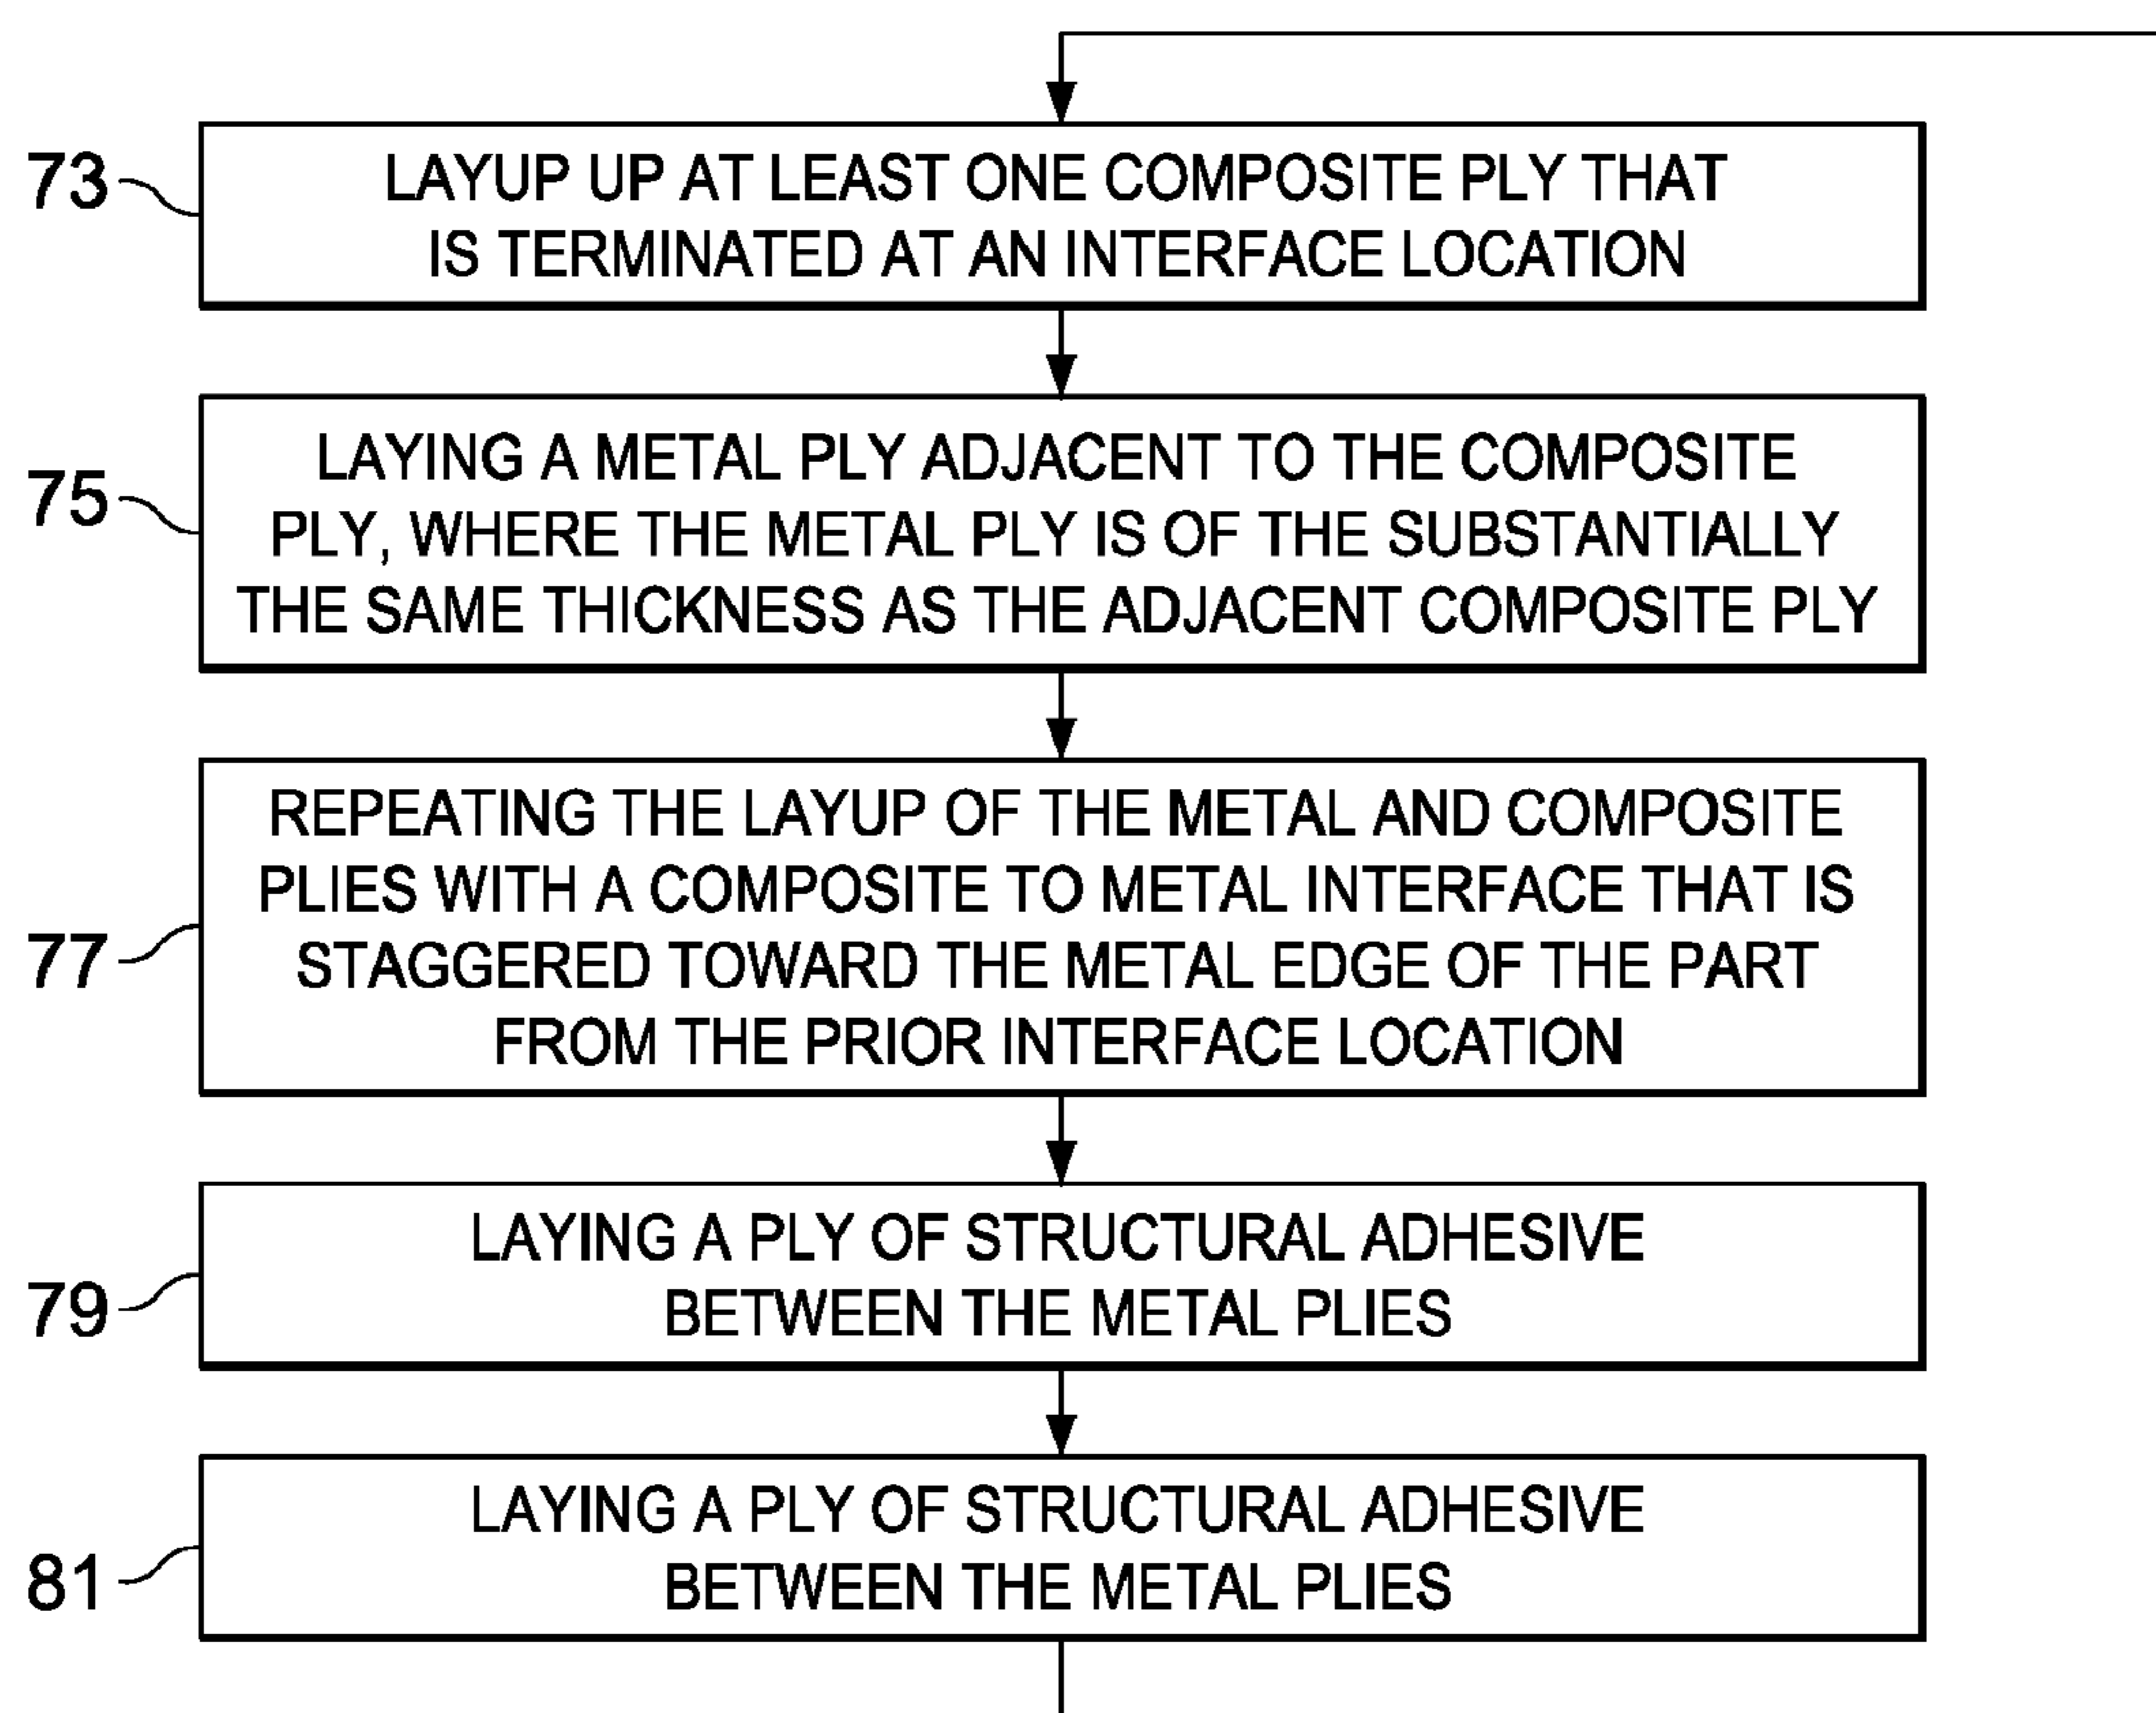 73
LAYUP UP AT LEAST ONE COMPOSITE PLY THAT
IS TERMINATED AT AN INTERFACE LOCATION
75
LAYING A METAL PLY ADJACENT TO THE COMPOSITE
PLY, WHERE THE METAL PLY IS OF THE SUBSTANTIALLY
THE SAME THICKNESS AS THE ADJACENT COMPOSITE PLY
77
REPEATING THE LAYUP OF THE METAL AND COMPOSITE
PLIES WITH A COMPOSITE TO METAL INTERFACE THAT IS
STAGGERED TOWARD THE METAL EDGE OF THE PART
FROM THE PRIOR INTERFACE LOCATION
79
LAYING A PLY OF STRUCTURAL ADHESIVE
BETWEEN THE METAL PLIES
81
LAYING A PLY OF STRUCTURAL ADHESIVE
BETWEEN THE METAL PLIES